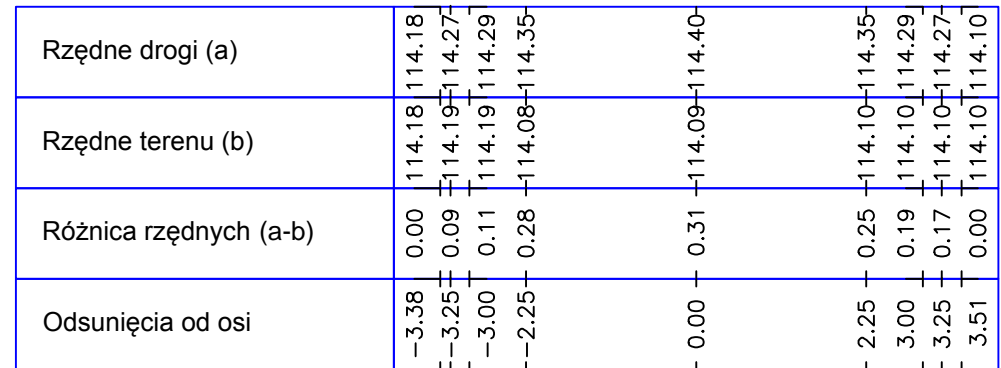 Rzędne drogi (a) 114.18 114.27 114.29 114.35 114.40 114.35 114.29 114.27 114.10
Rzędne terenu (b) 114.18 114.19 114.19 114.08 114.09 114.10 114.10 114.10 114.10
Różnica rzędnych (a-b) 0.00 0.09 0.11 0.28 0.31 0.25 0.19 0.17 0.00
Odsunięcia od osi -3.38 -3.25 -3.00 -2.25 0.00 2.25 3.00 3.25 3.51